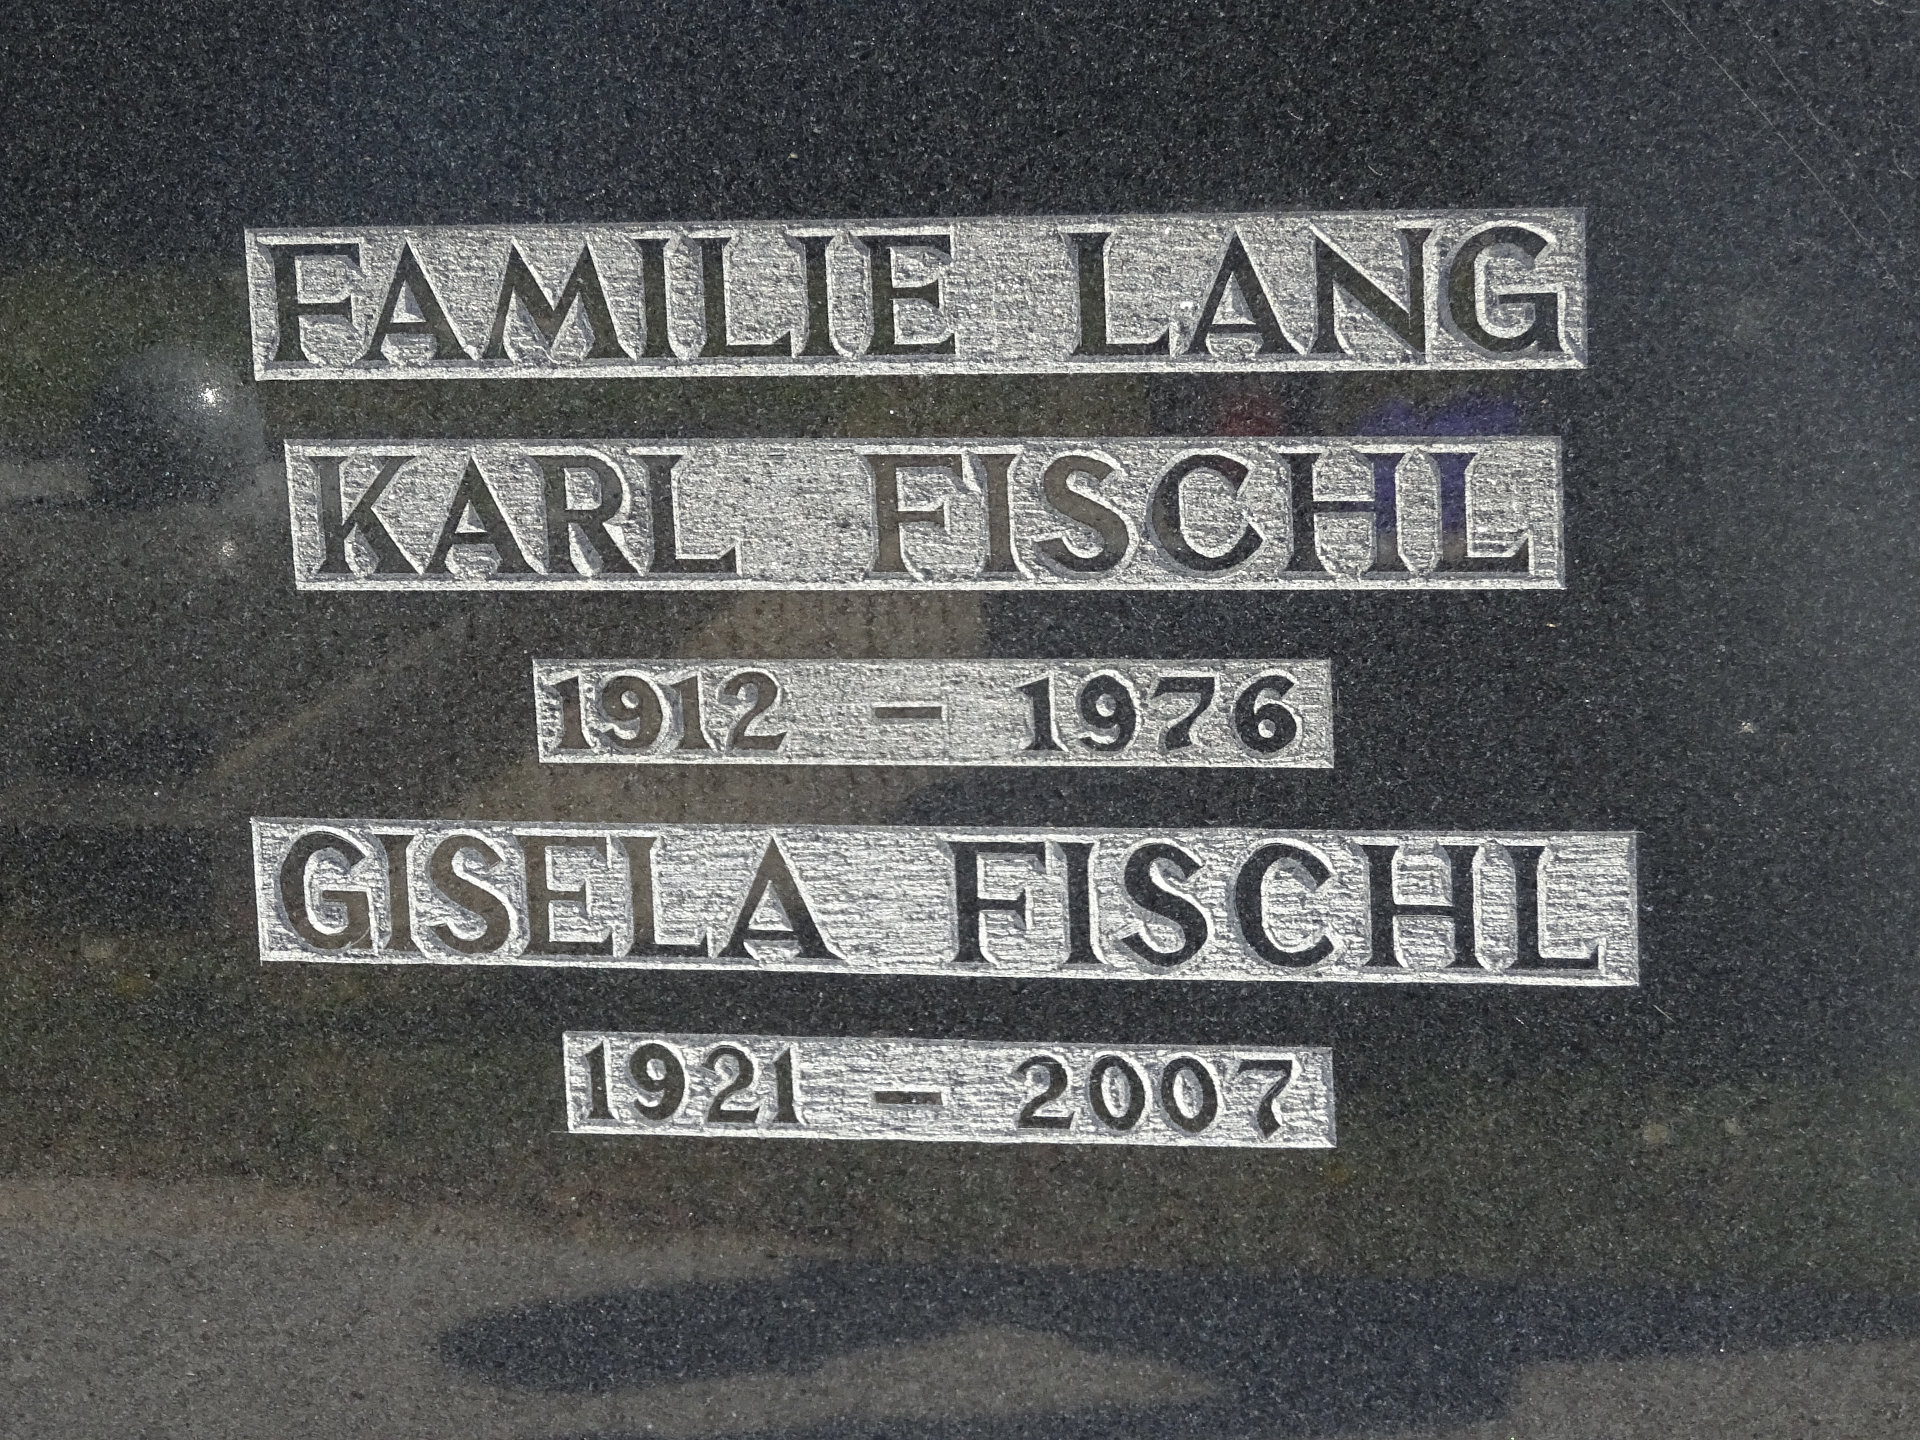 FAMILIE LANG
KARL FISCHL
1912 – 1976
GISELA FISCHL
1921 – 2007